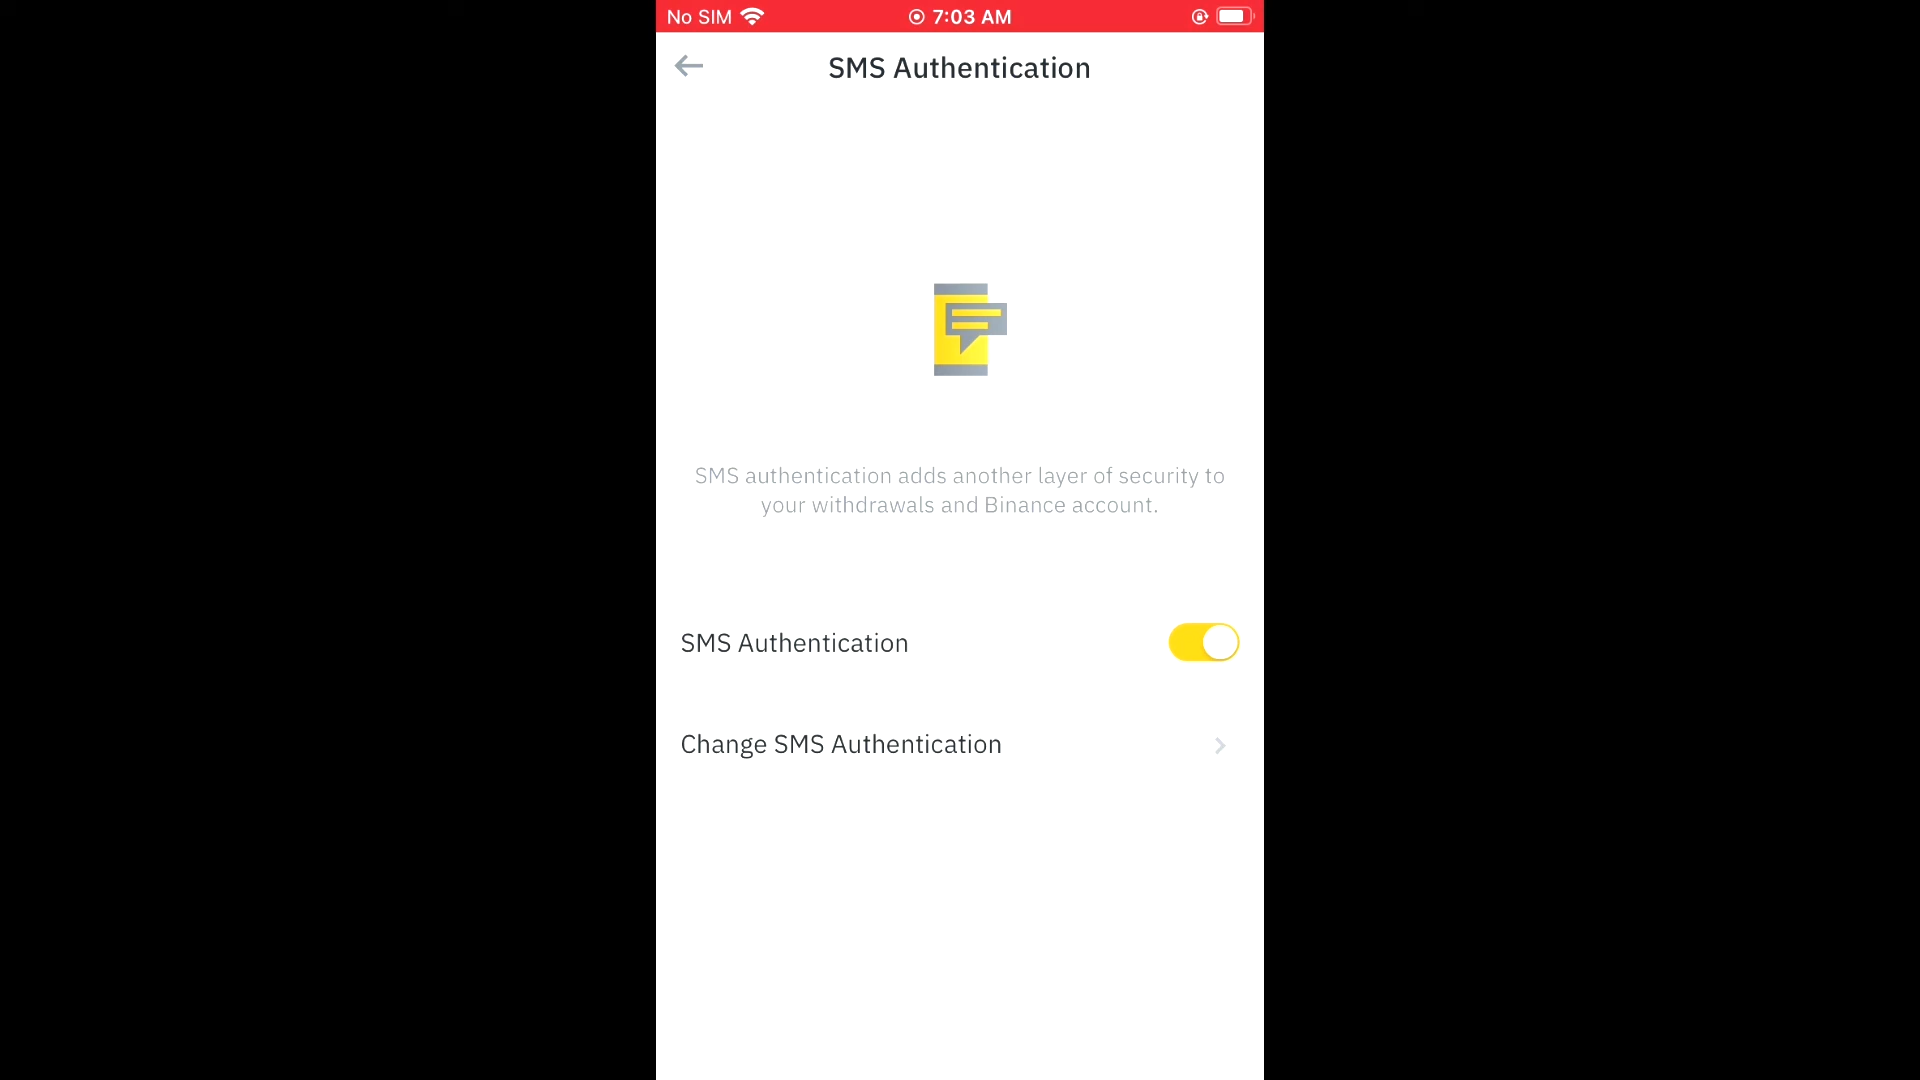 No SIM 7:03 AM
SMS Authentication
SMS authentication adds another layer of security to
your withdrawals and Binance account.
SMS Authentication
Change SMS Authentication